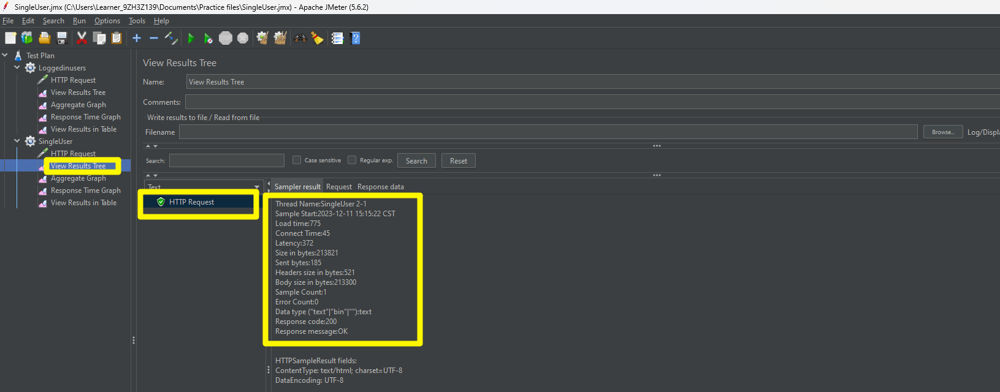 SingleUser.jmx (C:\Users\Learner_9ZH3Z139\Documents\Practice files\SingleUser.jmx) - Apache JMeter (5.6.2)
File Edit Search Run Options Tools Help
STOP
Test Plan
Loggedinusers
HTTP Request
View Results Tree
Aggregate Graph
Response Time Graph
View Results in Table
SingleUser
HTTP Request
View Results Tree
Aggregate Graph
Response Time Graph
View Results in Table
View Results Tree
Name: View Results Tree
Comments:
Write results to file / Read from file
Filename Browse... Log/Displa
Search: Case sensitive Regular exp. Search Reset
Text
HTTP Request
Sampler result Request Response data
Thread Name:SingleUser 2-1
Sample Start:2023-12-11 15:15:22 CST
Load time:775
Connect Time:45
Latency:372
Size in bytes:213821
Sent bytes:185
Headers size in bytes:521
Body size in bytes:213300
Sample Count:1
Error Count:0
Data type ("text"|"bin"|""):text
Response code:200
Response message:OK
HTTPSampleResult fields:
ContentType: text/html; charset=UTF-8
DataEncoding: UTF-8